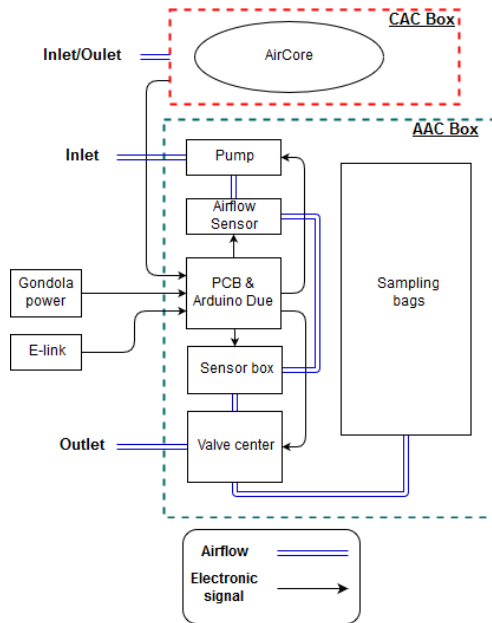 CAC Box
Inlet/Oulet
AirCore
AAC Box
Inlet
Pump
Airflow
Sensor
PCB &
Arduino Due
Sampling
bags
Gondola
power
E-link
Sensor box
Outlet
Valve center
Airflow
Electronic
signal